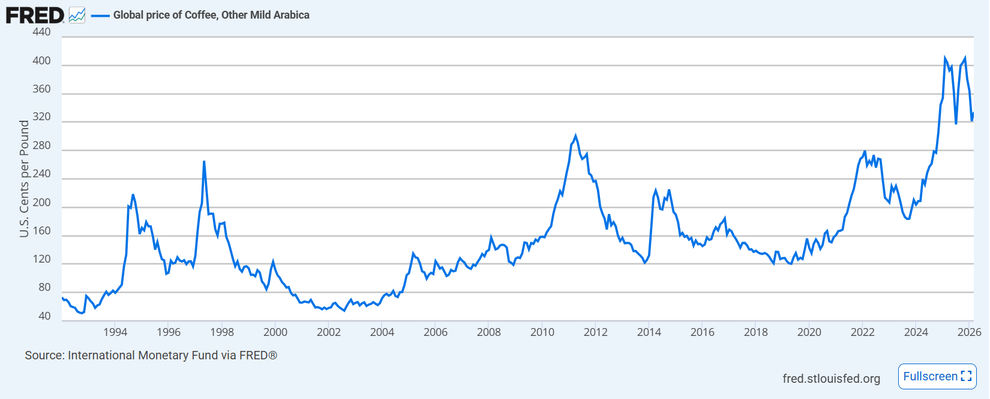 FRED
Global price of Coffee, Other Mild Arabica
U.S. Cents per Pound
440
400
360
320
280
240
200
160
120
80
40
1994 1996 1998 2000 2002 2004 2006 2008 2010 2012 2014 2016 2018 2020 2022 2024 2026
Source: International Monetary Fund via FRED®
fred.stlouisfed.org
Fullscreen